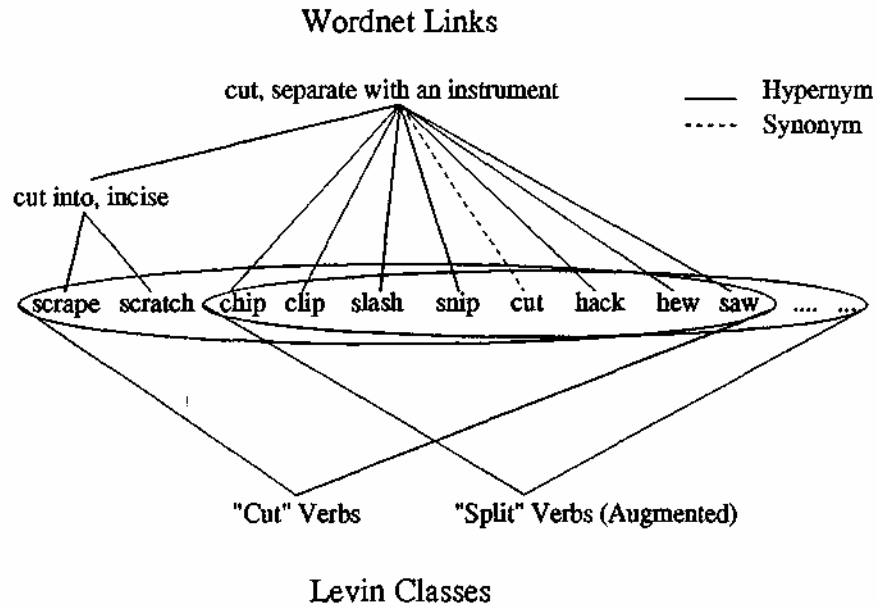 Wordnet Links
cut, separate with an instrument
Hypernym
Synonym
cut into, incise
scrape scratch chip clip slash snip cut hack hew saw .... ...
"Cut" Verbs
"Split" Verbs (Augmented)
Levin Classes